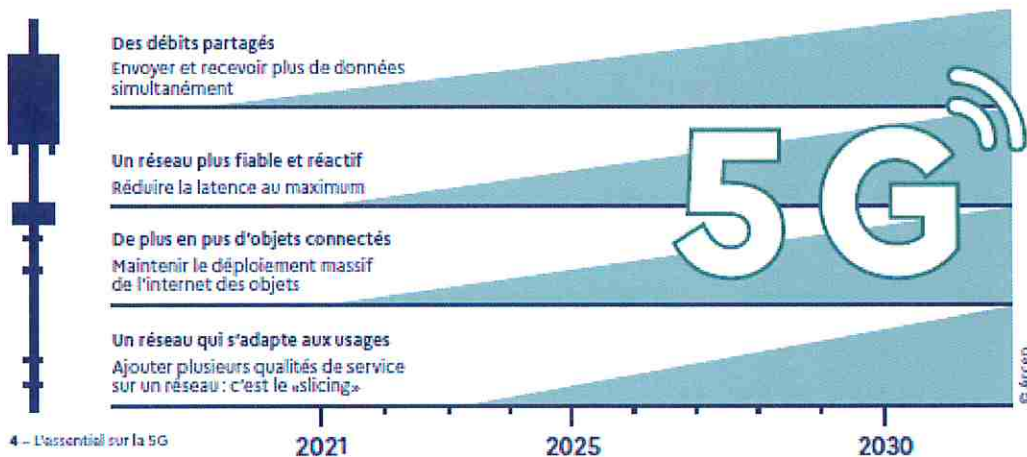 Des débits partagés
Envoyer et recevoir plus de données
simultanément
Un réseau plus fiable et réactif
Réduire la latence au maximum
5G
De plus en pus d'objets connectés
Maintenir le déploiement massif
de l'internet des objets
Un réseau qui s'adapte aux usages
Ajouter plusieurs qualités de service
sur un réseau : c'est le «slicing»
© Arcep
4 – L'essentiel sur la 5G
2021 2025 2030